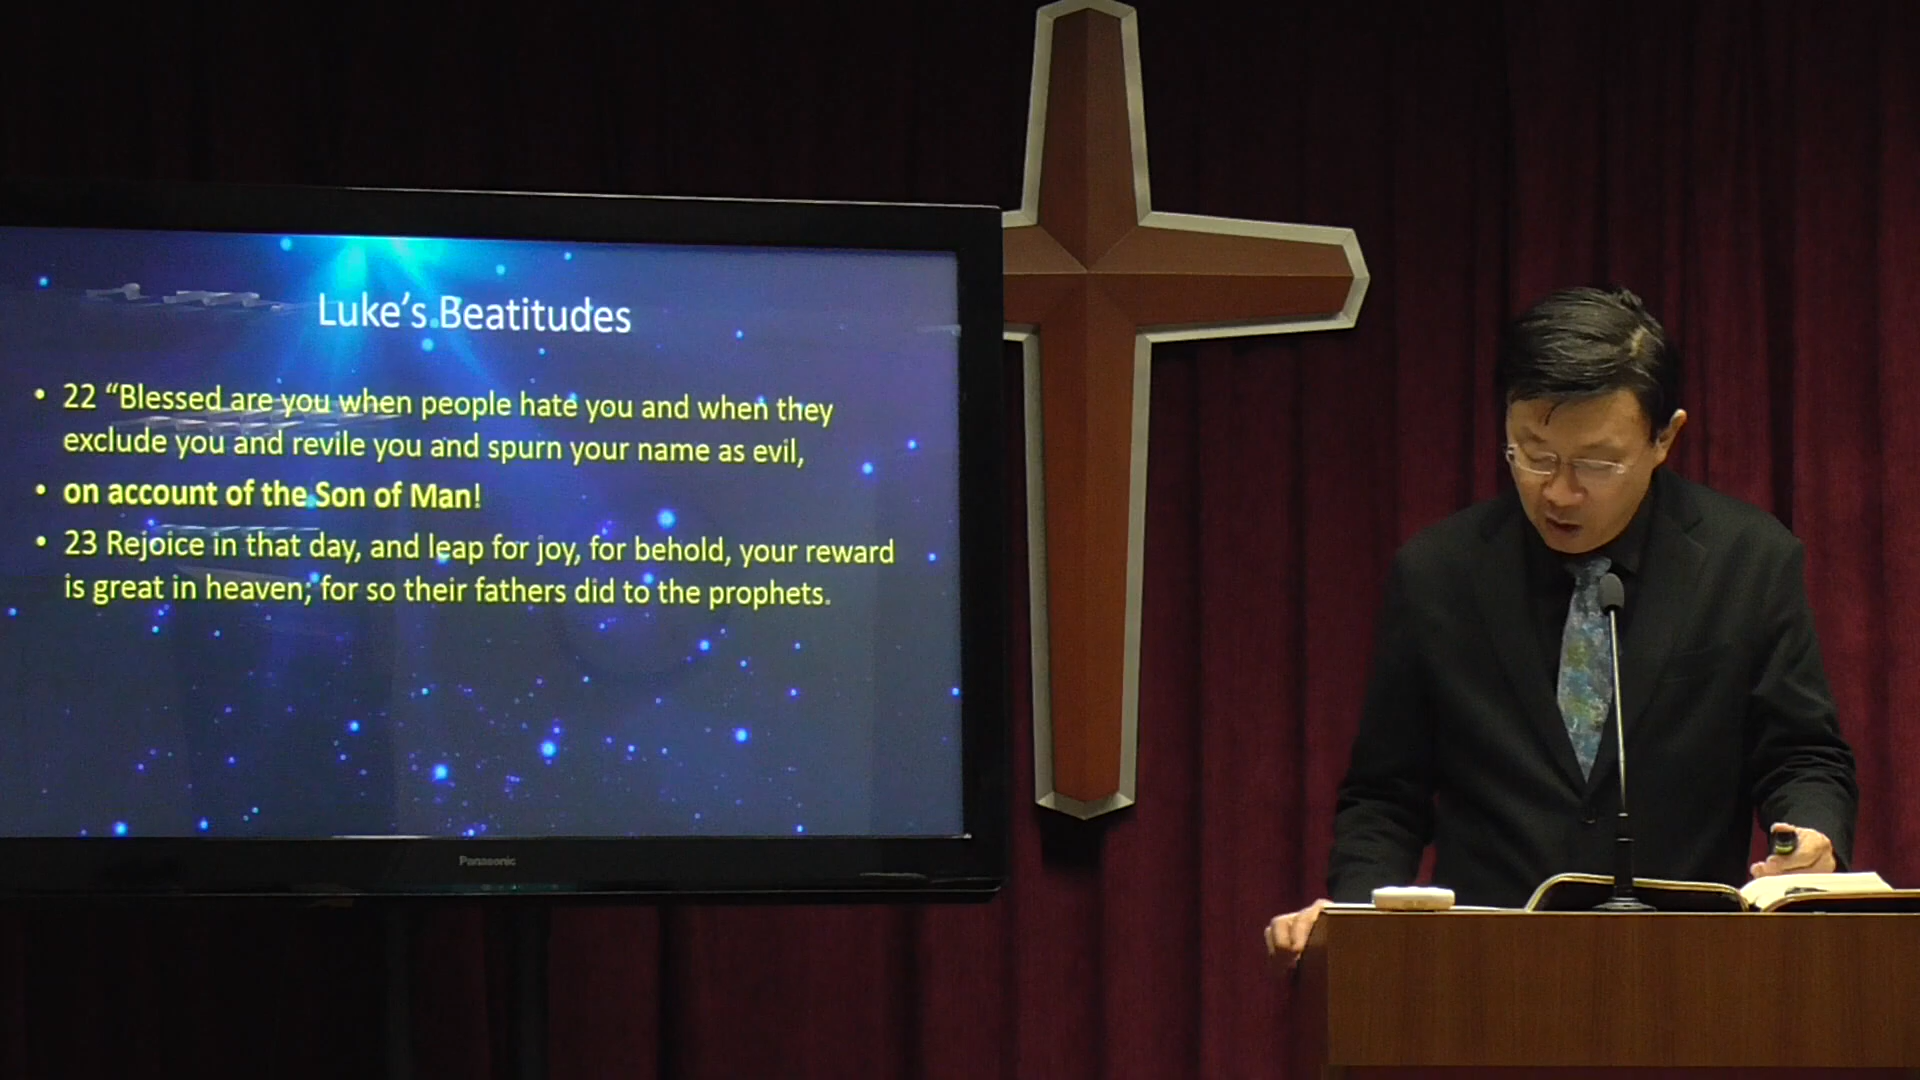 Luke's Beatitudes
• 22 “Blessed are you when people hate you and when they
exclude you and revile you and spurn your name as evil,
• on account of the Son of Man!
• 23 Rejoice in that day, and leap for joy, for behold, your reward
is great in heaven; for so their fathers did to the prophets.
Panasonic